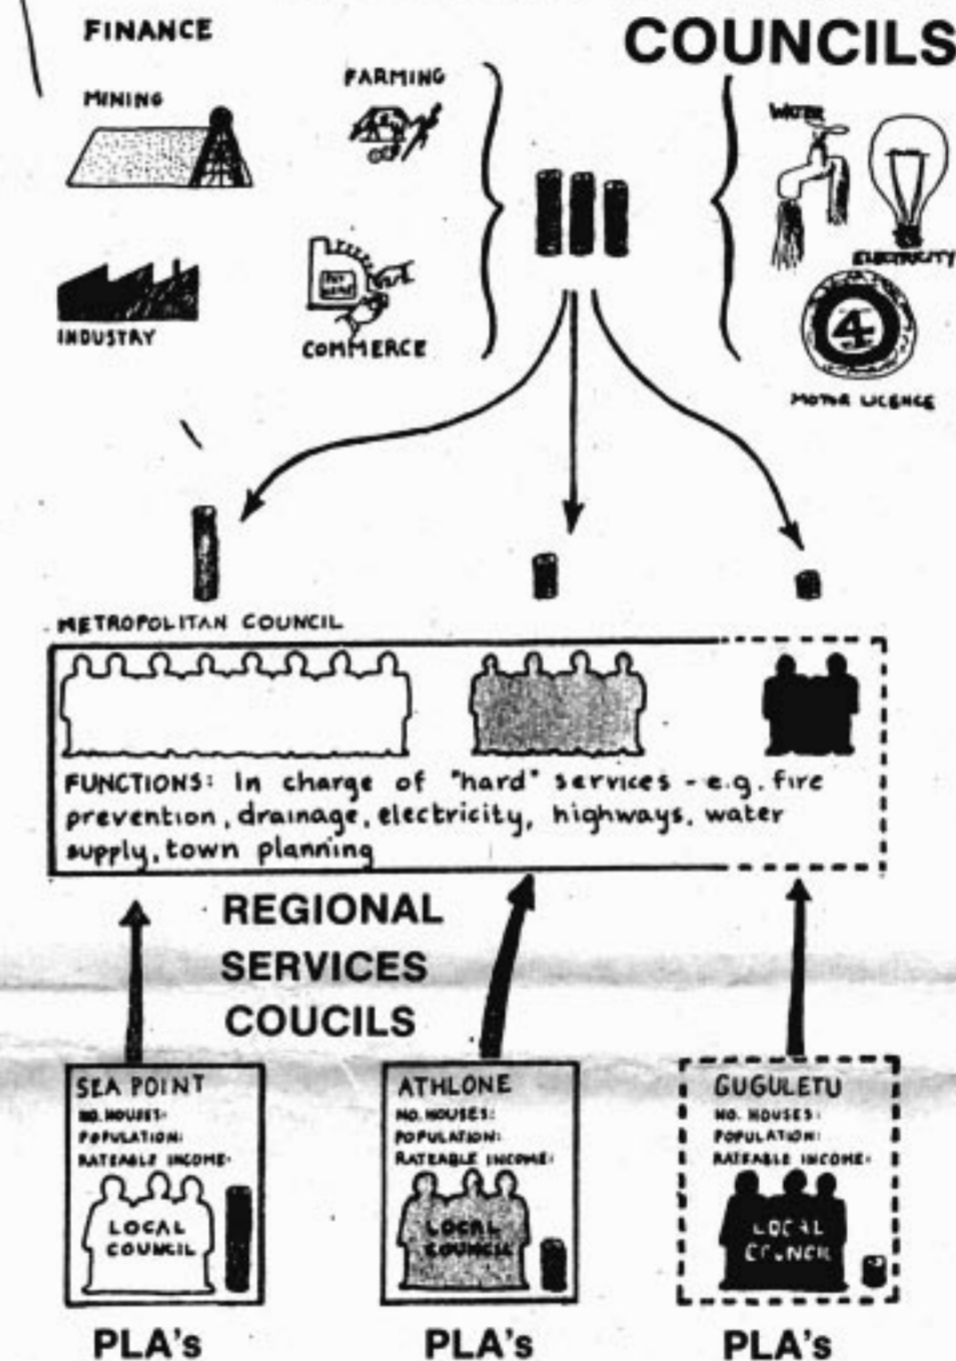 COUNCILS
FINANCE
MINING
FARMING
INDUSTRY
COMMERCE
WATER
ELECTRICITY
4
MOTOR LICENCE
METROPOLITAN COUNCIL
FUNCTIONS: In charge of "hard" services - e.g. fire
prevention, drainage, electricity, highways, water
supply, town planning
REGIONAL
SERVICES
COUCILS
SEA POINT
NO. HOUSES:
POPULATION:
RATEABLE INCOME:
LOCAL
COUNCIL
PLA's
ATHLONE
NO. HOUSES:
POPULATION:
RATEABLE INCOME:
LOCAL
COUNCIL
PLA's
GUGULETU
NO. HOUSES:
POPULATION:
RATEABLE INCOME:
LOCAL
COUNCIL
PLA's